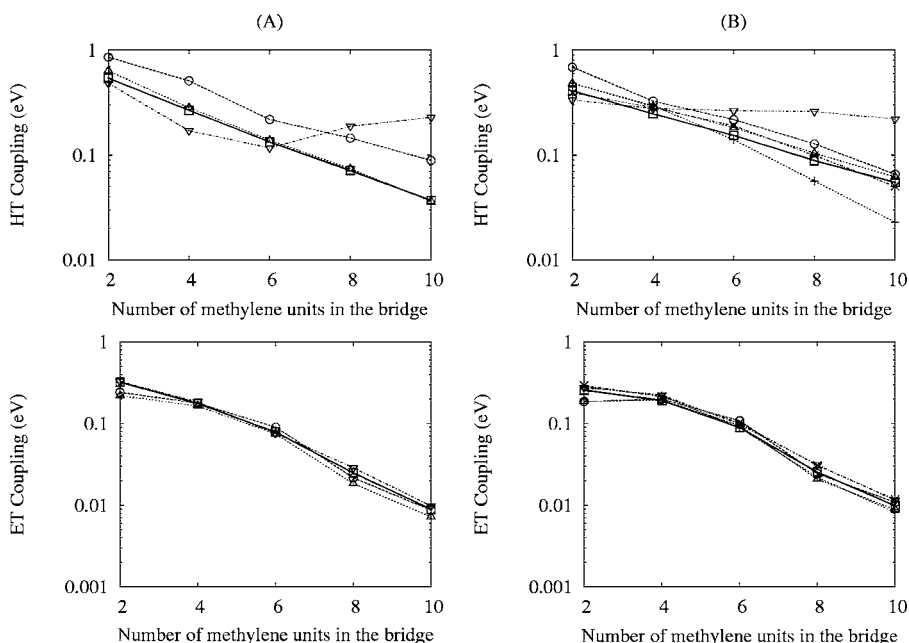 (A)
HT Coupling (eV)
1
0.1
0.01
2 4 6 8 10
Number of methylene units in the bridge
(B)
HT Coupling (eV)
1
0.1
0.01
2 4 6 8 10
Number of methylene units in the bridge
ET Coupling (eV)
1
0.1
0.01
0.001
2 4 6 8 10
Number of methylene units in the bridge
ET Coupling (eV)
1
0.1
0.01
0.001
2 4 6 8 10
Number of methylene units in the bridge